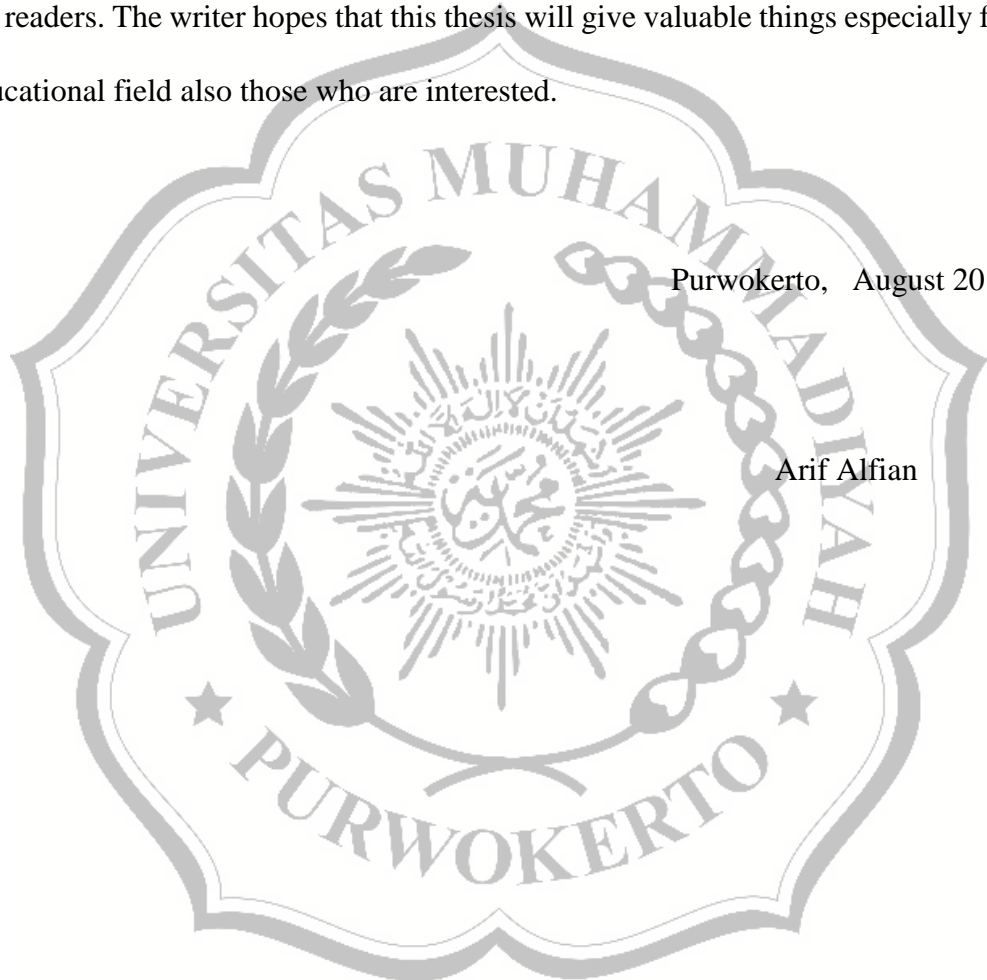 readers. The writer hopes that this thesis will give valuable things especially f
ucational field also those who are interested.
UNIVERSITAS MUHAMMADIYAH
Purwokerto, August 20
Arif Alfian
PURWOKERTO